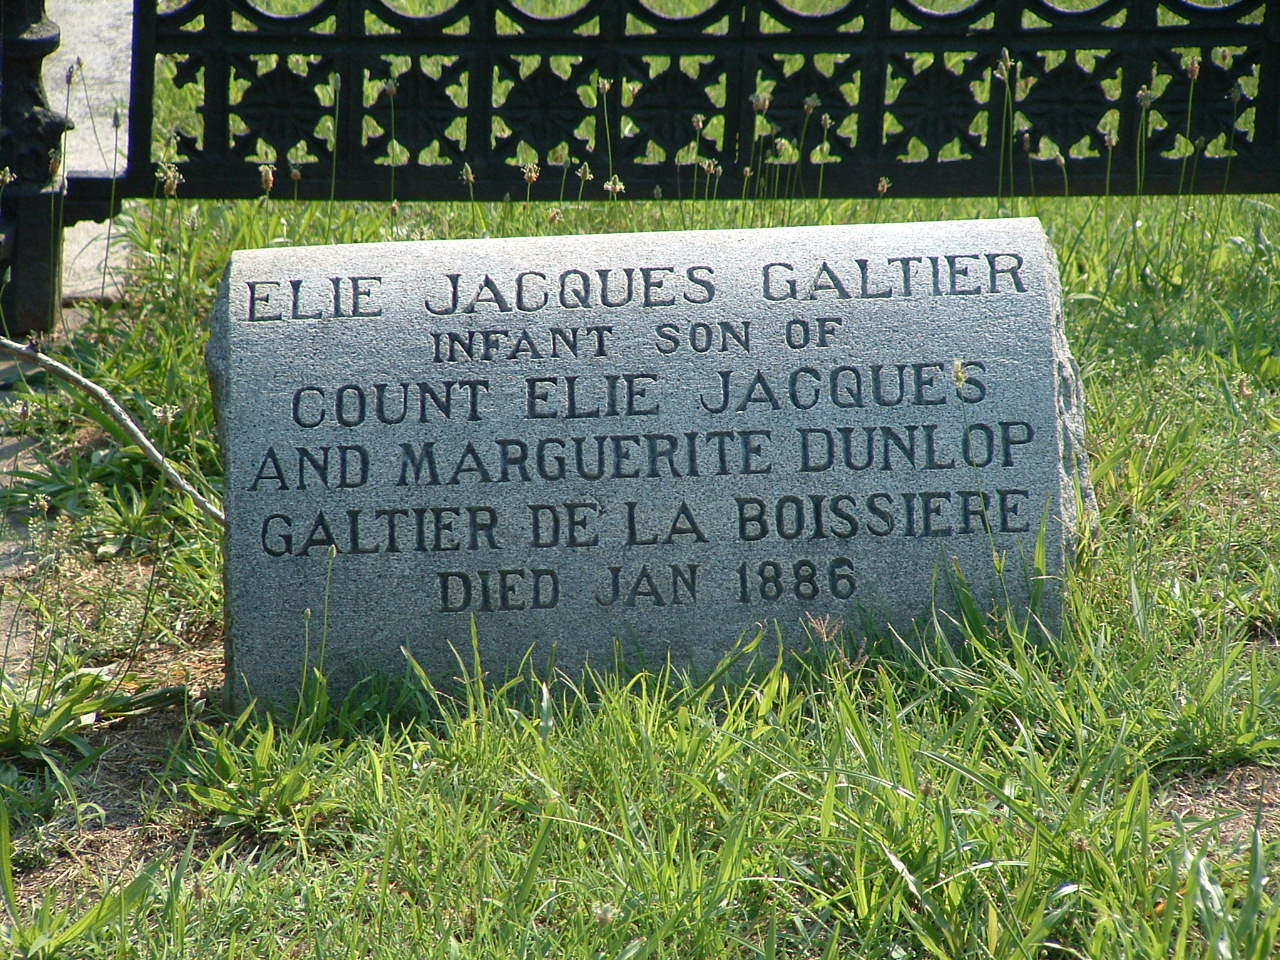 ELIE JACQUES GALTIER
INFANT SON OF
COUNT ELIE JACQUES
AND MARGUERITE DUNLOP
GALTIER DE LA BOISSIERE
DIED JAN 1886